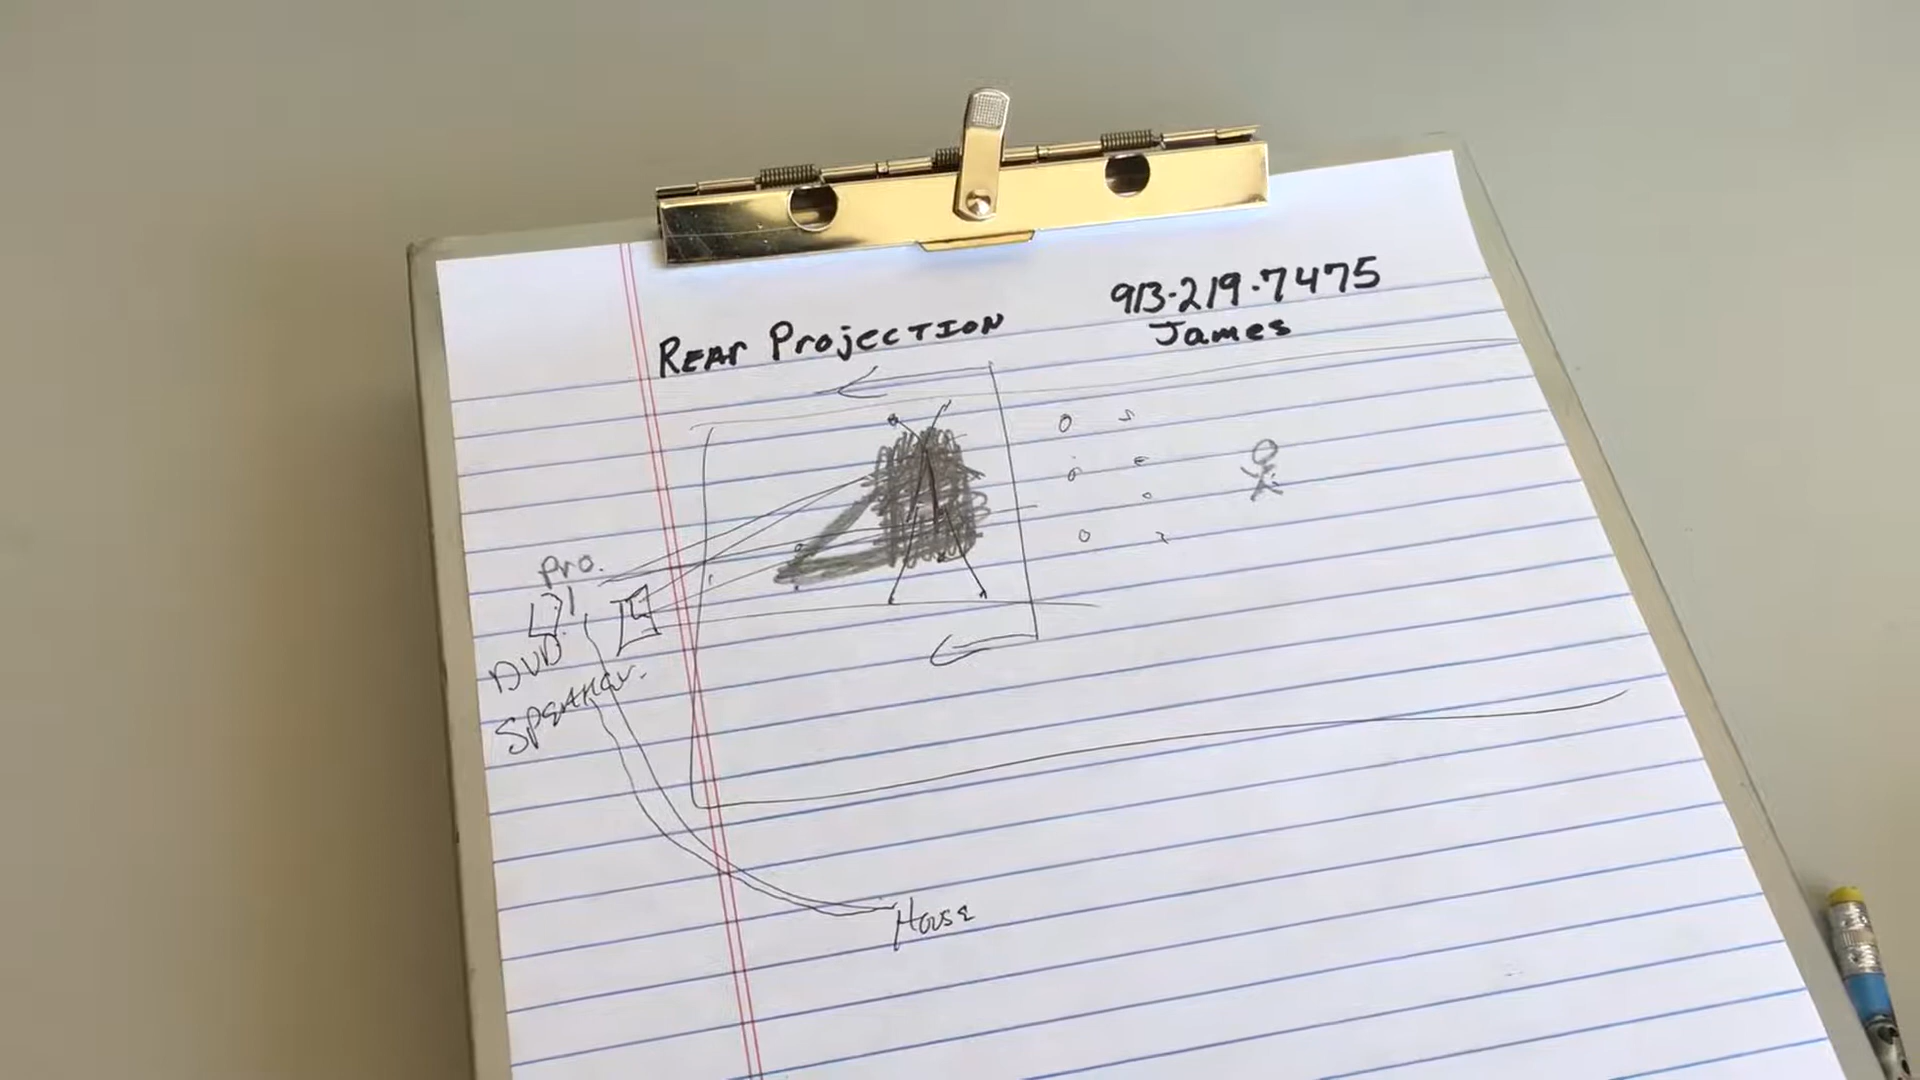 913-219-7475
REAr ProjecTION
James
Pro.
DVD
SPEAKER.
House